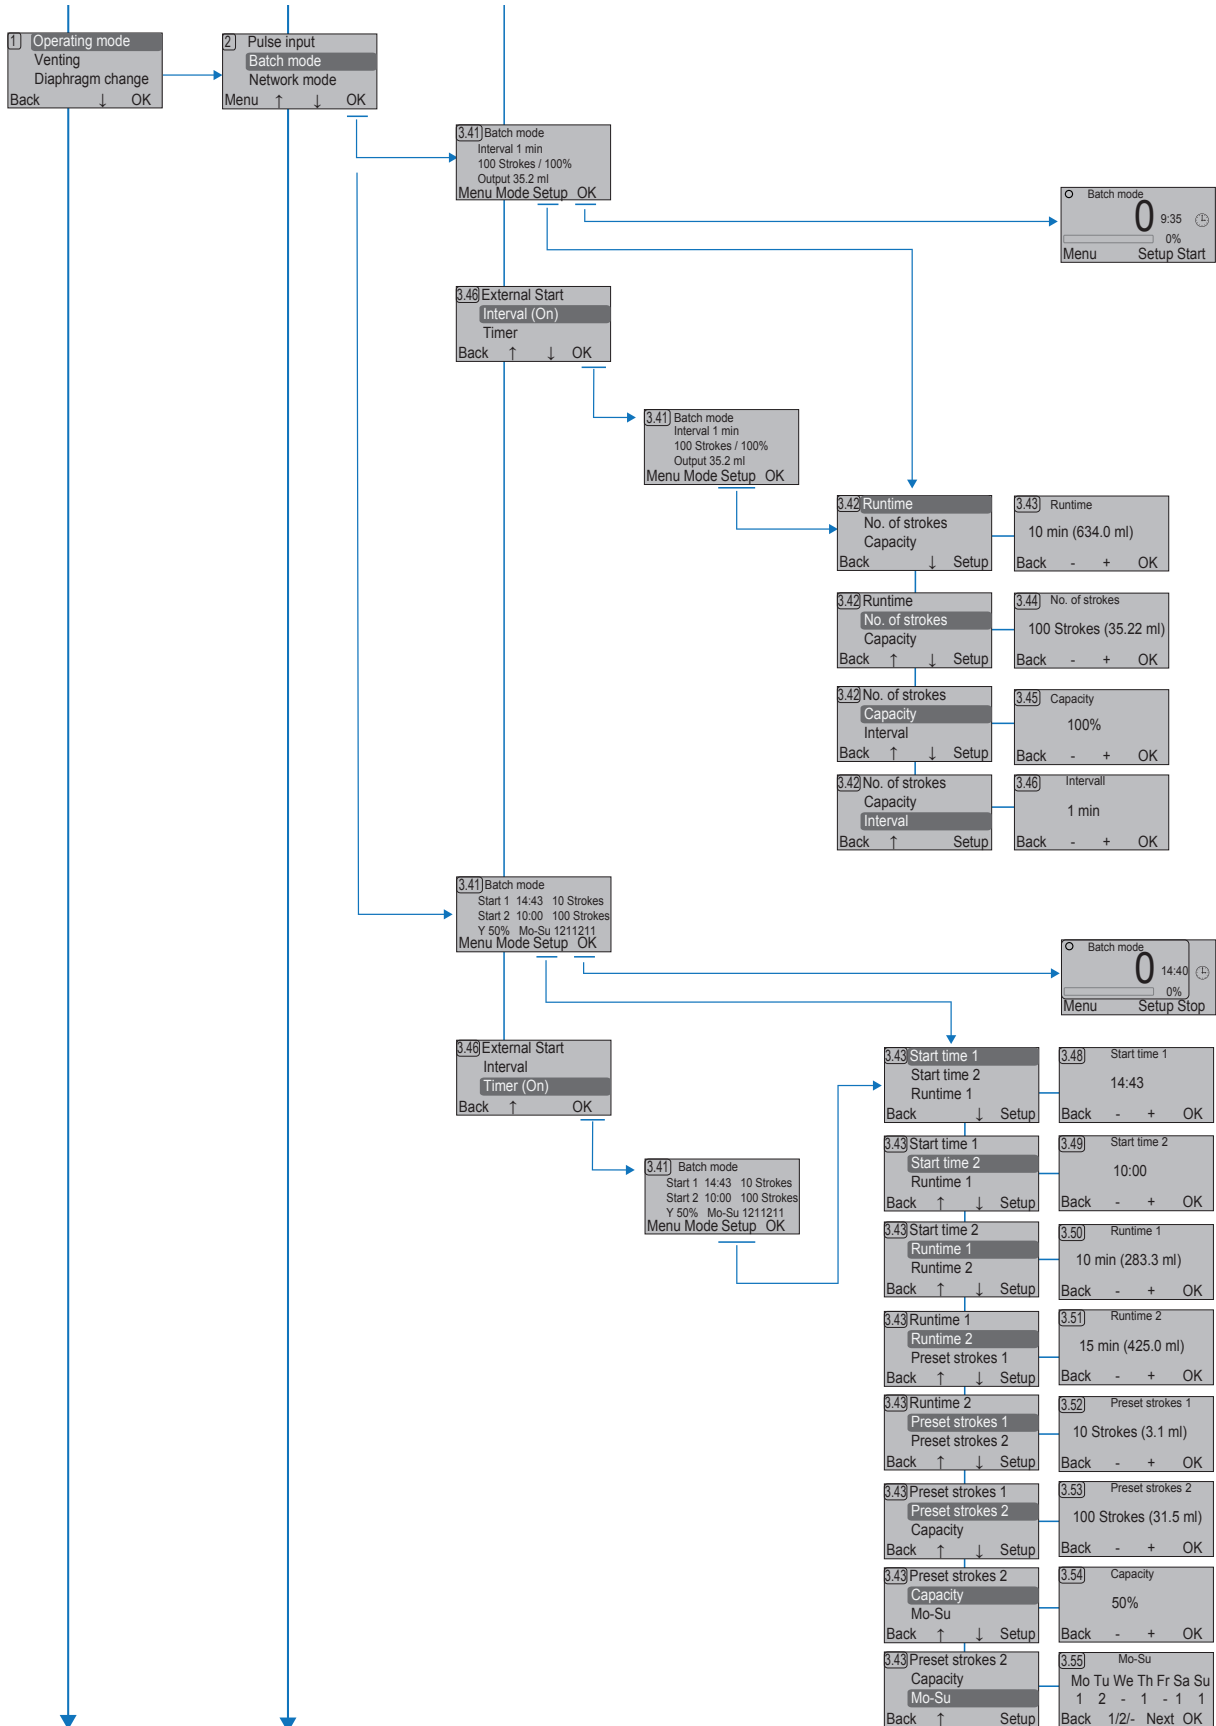 1 Operating mode
Venting
Diaphragm change
Back ↓ OK
2 Pulse input
Batch mode
Network mode
Menu ↑ ↓ OK
3.41 Batch mode
Interval 1 min
100 Strokes / 100%
Output 35.2 ml
Menu Mode Setup OK
Batch mode
0 9:35
0%
Menu Setup Start
3.46 External Start
Interval (On)
Timer
Back ↑ ↓ OK
3.41 Batch mode
Interval 1 min
100 Strokes / 100%
Output 35.2 ml
Menu Mode Setup OK
3.42 Runtime
No. of strokes
Capacity
Back ↓ Setup
3.43 Runtime
10 min (634.0 ml)
Back - + OK
3.42 Runtime
No. of strokes
Capacity
Back ↑ ↓ Setup
3.44 No. of strokes
100 Strokes (35.22 ml)
Back - + OK
3.42 No. of strokes
Capacity
Interval
Back ↑ ↓ Setup
3.45 Capacity
100%
Back - + OK
3.42 No. of strokes
Capacity
Interval
Back ↑ Setup
3.46 Intervall
1 min
Back - + OK
3.41 Batch mode
Start 1 14:43 10 Strokes
Start 2 10:00 100 Strokes
Y 50% Mo-Su 1211211
Menu Mode Setup OK
Batch mode
0 14:40
0%
Menu Setup Stop
3.46 External Start
Interval
Timer (On)
Back ↑ OK
3.41 Batch mode
Start 1 14:43 10 Strokes
Start 2 10:00 100 Strokes
Y 50% Mo-Su 1211211
Menu Mode Setup OK
3.43 Start time 1
Start time 2
Runtime 1
Back ↓ Setup
3.48 Start time 1
14:43
Back - + OK
3.43 Start time 1
Start time 2
Runtime 1
Back ↑ ↓ Setup
3.49 Start time 2
10:00
Back - + OK
3.43 Start time 2
Runtime 1
Runtime 2
Back ↑ ↓ Setup
3.50 Runtime 1
10 min (283.3 ml)
Back - + OK
3.43 Runtime 1
Runtime 2
Preset strokes 1
Back ↑ ↓ Setup
3.51 Runtime 2
15 min (425.0 ml)
Back - + OK
3.43 Runtime 2
Preset strokes 1
Preset strokes 2
Back ↑ ↓ Setup
3.52 Preset strokes 1
10 Strokes (3.1 ml)
Back - + OK
3.43 Preset strokes 1
Preset strokes 2
Capacity
Back ↑ ↓ Setup
3.53 Preset strokes 2
100 Strokes (31.5 ml)
Back - + OK
3.43 Preset strokes 2
Capacity
Mo-Su
Back ↑ ↓ Setup
3.54 Capacity
50%
Back - + OK
3.43 Preset strokes 2
Capacity
Mo-Su
Back ↑ Setup
3.55 Mo-Su
Mo Tu We Th Fr Sa Su
1 2 - 1 - 1 1
Back 1/2/- Next OK